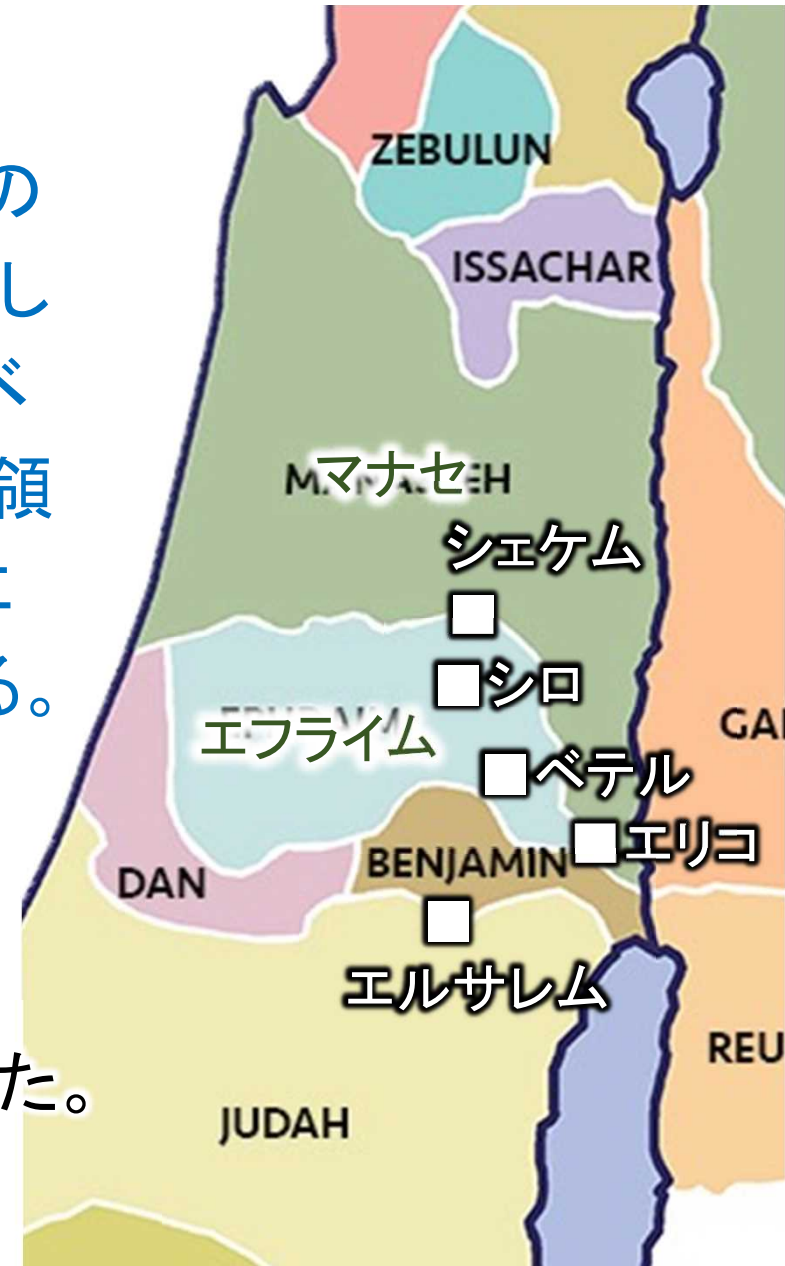 ZEBULUN
の
ISSACHAR
し
べ
マナセ
領
シェケム
シロ
る。
エフライム
GAD
ベテル
エリコ
BENJAMIN
DAN
エルサレム
REU
た。
JUDAH